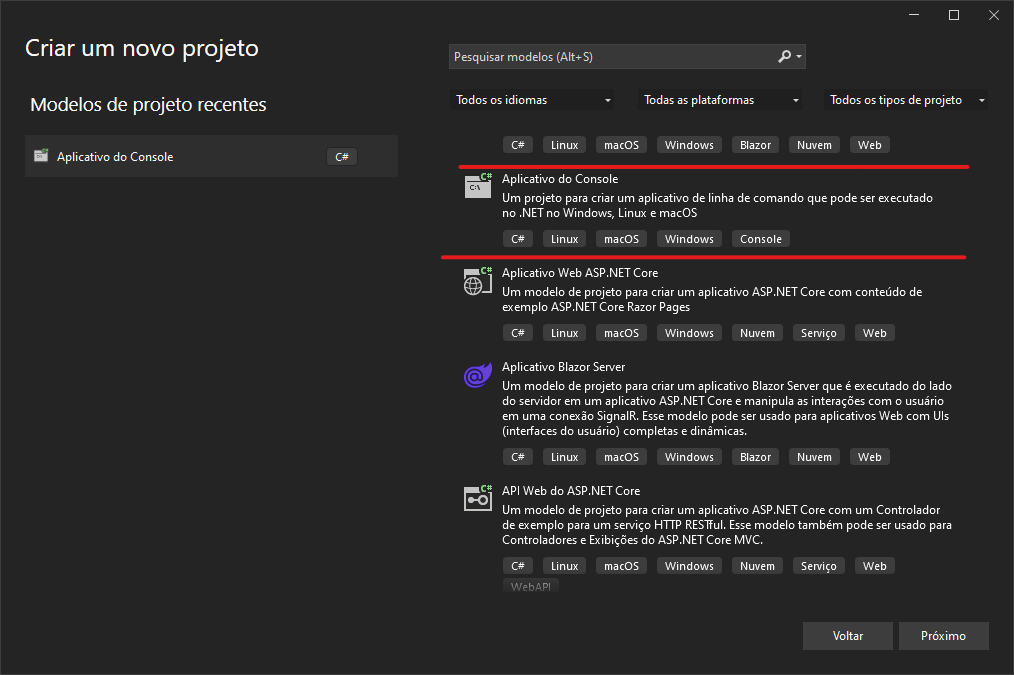 Criar um novo projeto
Modelos de projeto recentes
Aplicativo do Console C#
Pesquisar modelos (Alt+S)
Todos os idiomas Todas as plataformas Todos os tipos de projeto
C# Linux macOS Windows Blazor Nuvem Web
C#
C:\
Aplicativo do Console
Um projeto para criar um aplicativo de linha de comando que pode ser executado
no .NET no Windows, Linux e macOS
C# Linux macOS Windows Console
C#
Aplicativo Web ASP.NET Core
Um modelo de projeto para criar um aplicativo ASP.NET Core com conteúdo de
exemplo ASP.NET Core Razor Pages
C# Linux macOS Windows Nuvem Serviço Web
Aplicativo Blazor Server
Um modelo de projeto para criar um aplicativo Blazor Server que é executado do lado
do servidor em um aplicativo ASP.NET Core e manipula as interações com o usuário
em uma conexão SignalR. Esse modelo pode ser usado para aplicativos Web com UIs
(interfaces do usuário) completas e dinâmicas.
C# Linux macOS Windows Blazor Nuvem Web
C#
API Web do ASP.NET Core
Um modelo de projeto para criar um aplicativo ASP.NET Core com um Controlador
de exemplo para um serviço HTTP RESTful. Esse modelo também pode ser usado para
Controladores e Exibições do ASP.NET Core MVC.
C# Linux macOS Windows Nuvem Serviço Web
WebAPI
Voltar Próximo